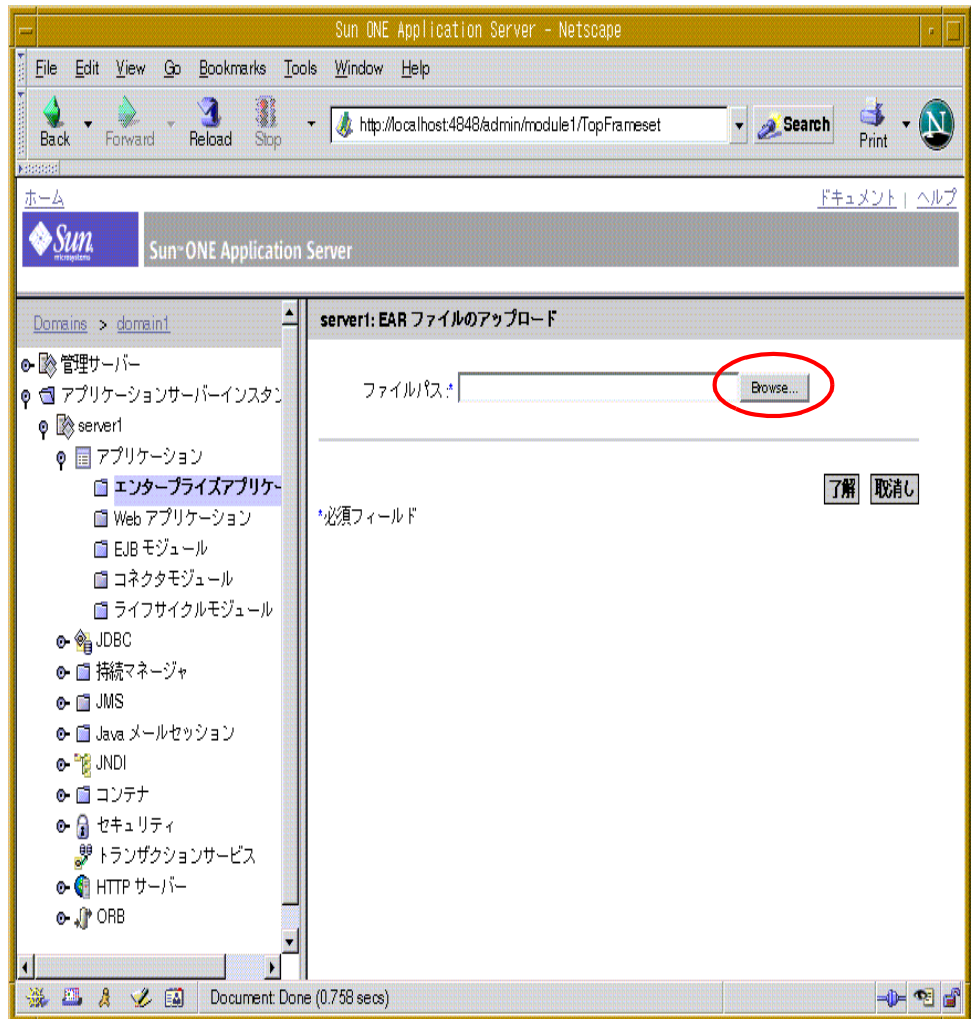 Sun ONE Application Server - Netscape
File Edit View Go Bookmarks Tools Window Help
Back Forward Reload Stop http://localhost:4848/admin/module1/TopFrameset Search Print N
ホーム ドキュメント | ヘルプ
Sun microsystems Sun™ ONE Application Server
Domains > domain1
管理サーバー
アプリケーションサーバーインスタン
server1
アプリケーション
エンタープライズアプリケー
Web アプリケーション
EJB モジュール
コネクタモジュール
ライフサイクルモジュール
JDBC
持続マネージャ
JMS
Java メールセッション
JNDI
コンテナ
セキュリティ
トランザクションサービス
HTTP サーバー
ORB
server1: EAR ファイルのアップロード
ファイルパス:* Browse...
了解 取消し
*必須フィールド
Document: Done (0.758 secs)